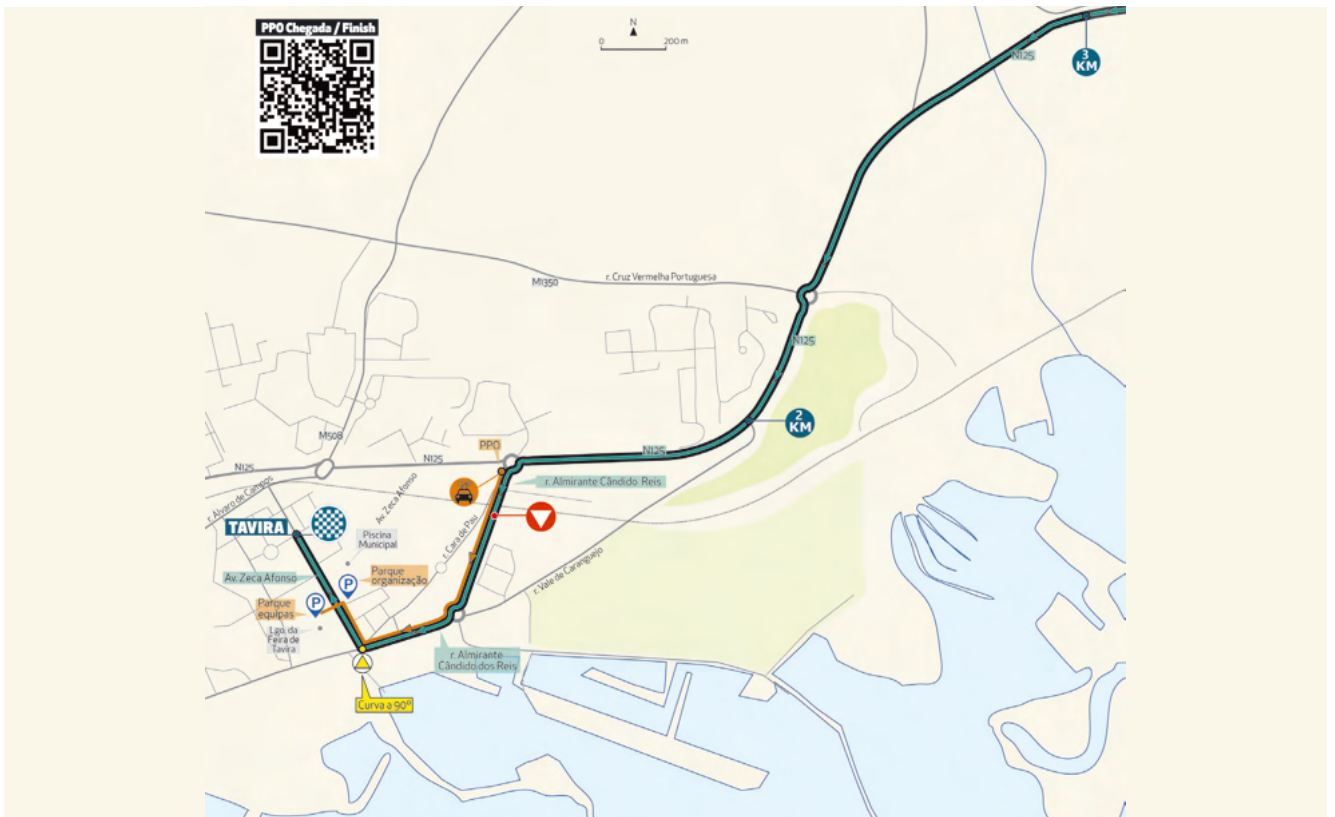 PPO Chegada / Finish
N
0 200 m
3
KM
N125
r. Cruz Vermelha Portuguesa
M1350
N125
2
KM
M508
PPO
N125
N125
N125
r. Almirante Cândido Reis
r. Álvaro de Campos
Av. Zeca Afonso
TAVIRA
Piscina
Municipal
r. Cara de Pau
r. Vale de Caranguejo
Av. Zeca Afonso
Parque
organização
P
P
Parque
equipas
Lgo. da
Feira de
Tavira
r. Almirante
Cândido dos Reis
Curva a 90º